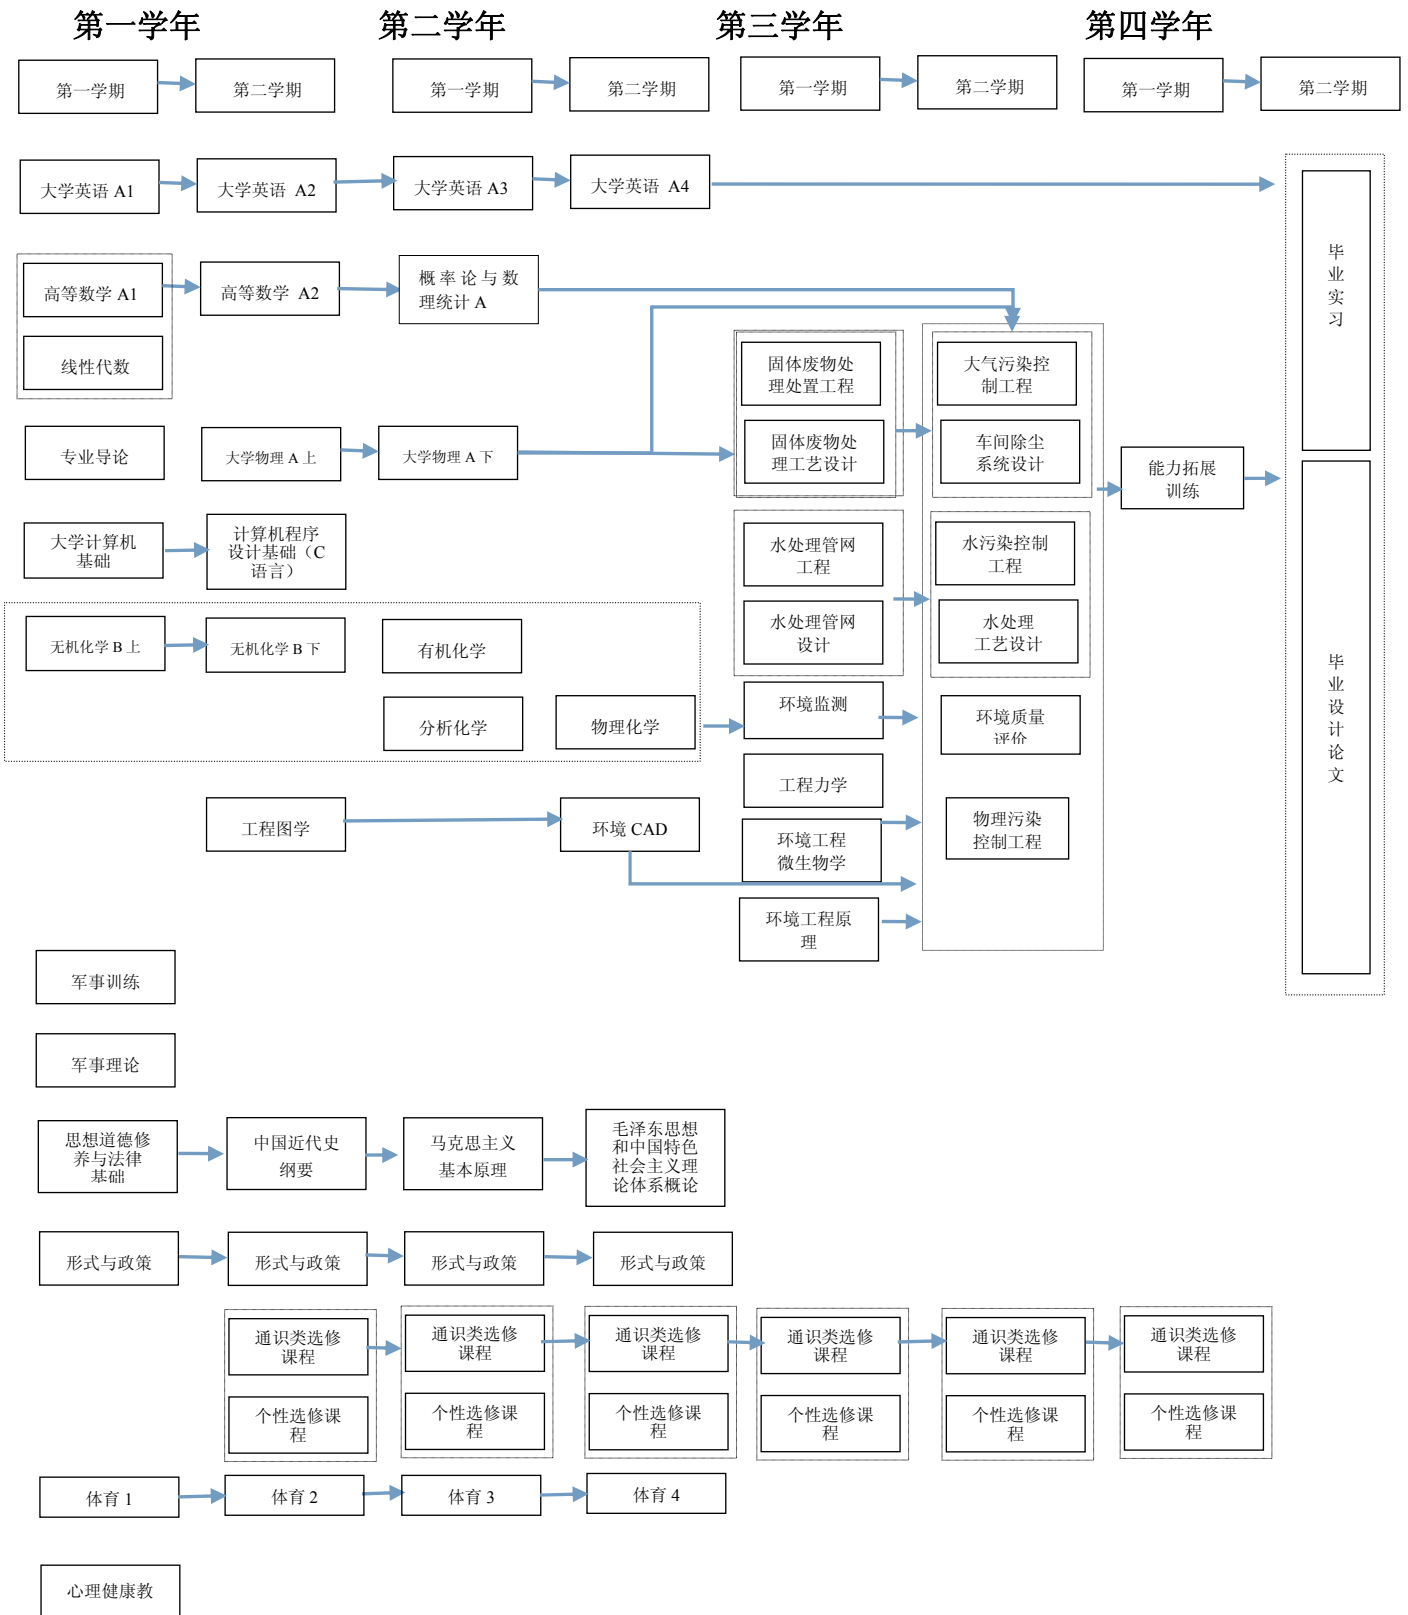 第一学年
第二学年
第三学年
第四学年
第一学期
第二学期
第一学期
第二学期
第一学期
第二学期
第一学期
第二学期
大学英语 A1
大学英语 A2
大学英语 A3
大学英语 A4
高等数学 A1
高等数学 A2
概率论与数
理统计 A
线性代数
固体废物处
理处置工程
大气污染控
制工程
专业导论
大学物理 A 上
大学物理 A 下
固体废物处
理工艺设计
车间除尘
系统设计
能力拓展
训练
毕业实习
大学计算机
基础
计算机程序
设计基础（C
语言）
水处理管网
工程
水污染控制
工程
无机化学 B 上
无机化学 B 下
有机化学
水处理管网
设计
水处理
工艺设计
分析化学
物理化学
环境监测
环境质量
评价
毕业设计论文
工程力学
工程图学
环境 CAD
环境工程
微生物学
物理污染
控制工程
环境工程原
理
军事训练
军事理论
思想道德修
养与法律
基础
中国近代史
纲要
马克思主义
基本原理
毛泽东思想
和中国特色
社会主义理
论体系概论
形式与政策
形式与政策
形式与政策
形式与政策
通识类选修
课程
通识类选修
课程
通识类选修
课程
通识类选修
课程
通识类选修
课程
通识类选修
课程
个性选修课
程
个性选修课
程
个性选修课
程
个性选修课
程
个性选修课
程
个性选修课
程
体育 1
体育 2
体育 3
体育 4
心理健康教